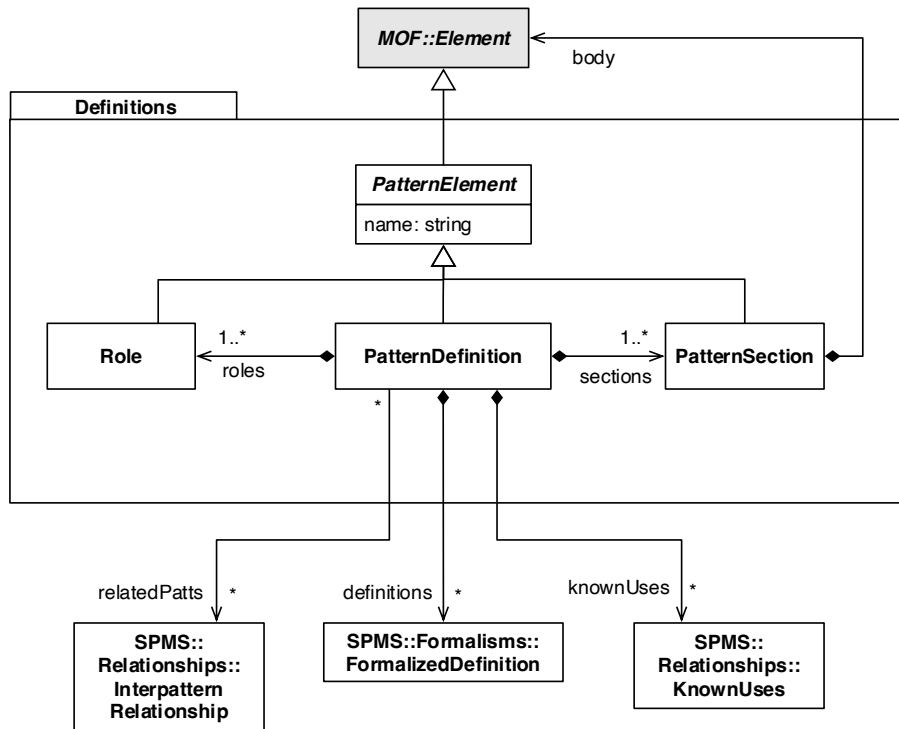 MOF::Element
body
Definitions
PatternElement
name: string
1..*
1..*
Role
PatternDefinition
PatternSection
roles
sections
*
relatedPatts
*
definitions
*
knownUses
*
SPMS::
Relationships::
Interpattern
Relationship
SPMS::Formalisms::
FormalizedDefinition
SPMS::
Relationships::
KnownUses